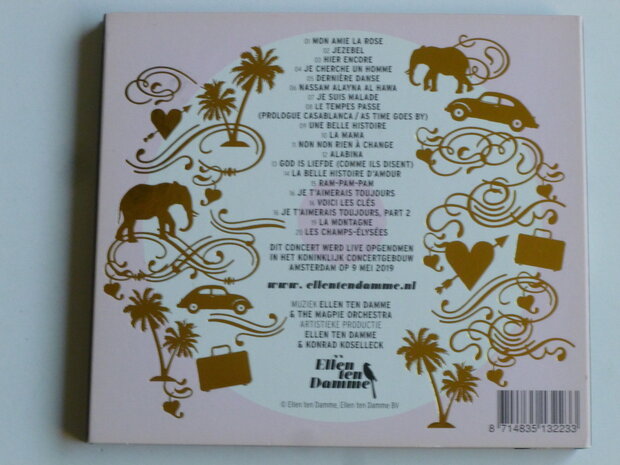 01 MON AMIE LA ROSE
02 JEZEBEL
03 HIER ENCORE
04 JE CHERCHE UN HOMME
05 DERNIÈRE DANSE
06 NASSAM ALAYNA AL HAWA
07 JE SUIS MALADE
08 LE TEMPES PASSE
(PROLOGUE CASABLANCA / AS TIME GOES BY)
09 UNE BELLE HISTOIRE
10 LA MAMA
11 NON NON RIEN À CHANGE
12 ALABINA
13 GOD IS LIEFDE (COMME ILS DISENT)
14 LA BELLE HISTOIRE D'AMOUR
15 RAM-PAM-PAM
16 JE T'AIMERAIS TOUJOURS
16 VOICI LES CLÉS
18 JE T'AIMERAIS TOUJOURS, PART 2
19 LA MONTAGNE
20 LES CHAMPS-ÉLYSÉES
DIT CONCERT WERD LIVE OPGENOMEN
IN HET KONINKLIJK CONCERTGEBOUW
AMSTERDAM OP 9 MEI 2019
www.ellentendamme.nl
MUZIEK ELLEN TEN DAMME
& THE MAGPIE ORCHESTRA
ARTISTIEKE PRODUCTIE
ELLEN TEN DAMME
& KONRAD KOSELLECK
Ellen
ten
Damme
© Ellen ten Damme, Ellen ten Damme BV
8 714835 132233